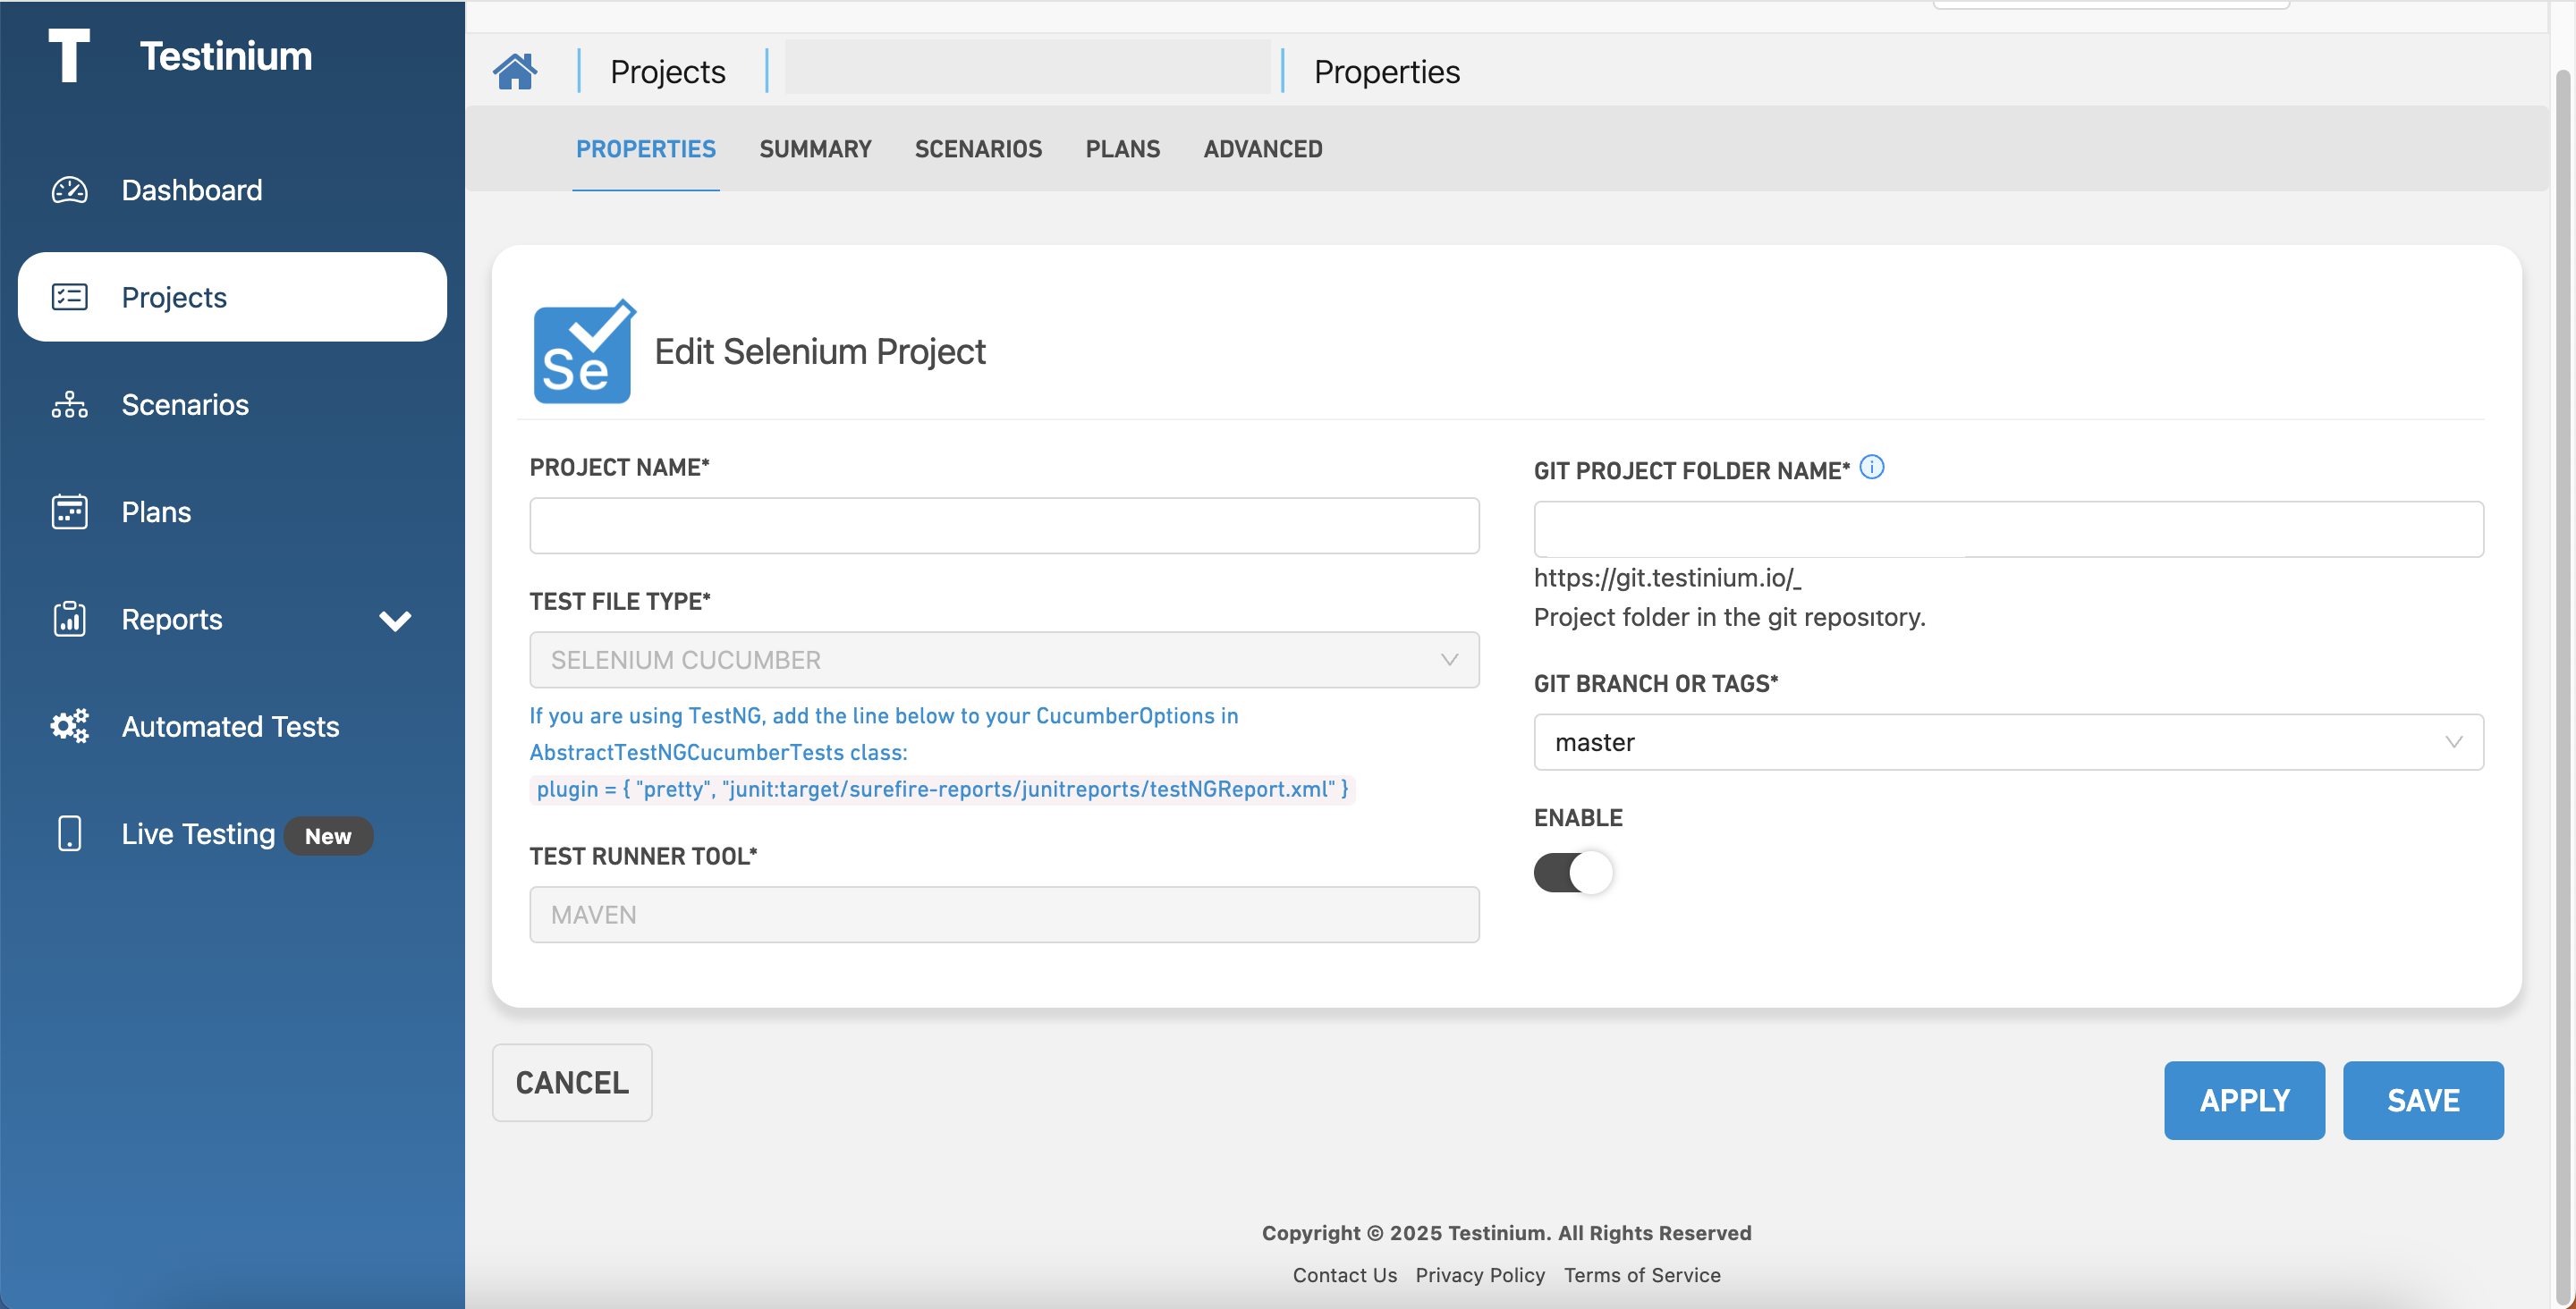 T Testinium
Dashboard
Projects
Scenarios
Plans
Reports
Automated Tests
Live Testing New
Projects Properties
PROPERTIES SUMMARY SCENARIOS PLANS ADVANCED
Se Edit Selenium Project
PROJECT NAME*
TEST FILE TYPE*
SELENIUM CUCUMBER
If you are using TestNG, add the line below to your CucumberOptions in
AbstractTestNGCucumberTests class:
plugin = { "pretty", "junit:target/surefire-reports/junitreports/testNGReport.xml" }
TEST RUNNER TOOL*
MAVEN
GIT PROJECT FOLDER NAME*
https://git.testinium.io/_
Project folder in the git repository.
GIT BRANCH OR TAGS*
master
ENABLE
CANCEL
APPLY SAVE
Copyright © 2025 Testinium. All Rights Reserved
Contact Us Privacy Policy Terms of Service